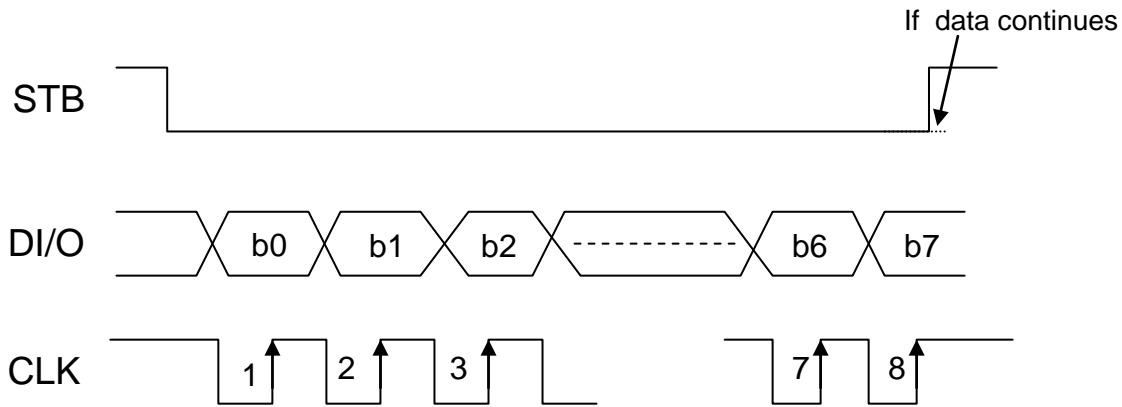 If data continues
STB
DI/O b0 b1 b2 b6 b7
CLK 1 2 3 7 8